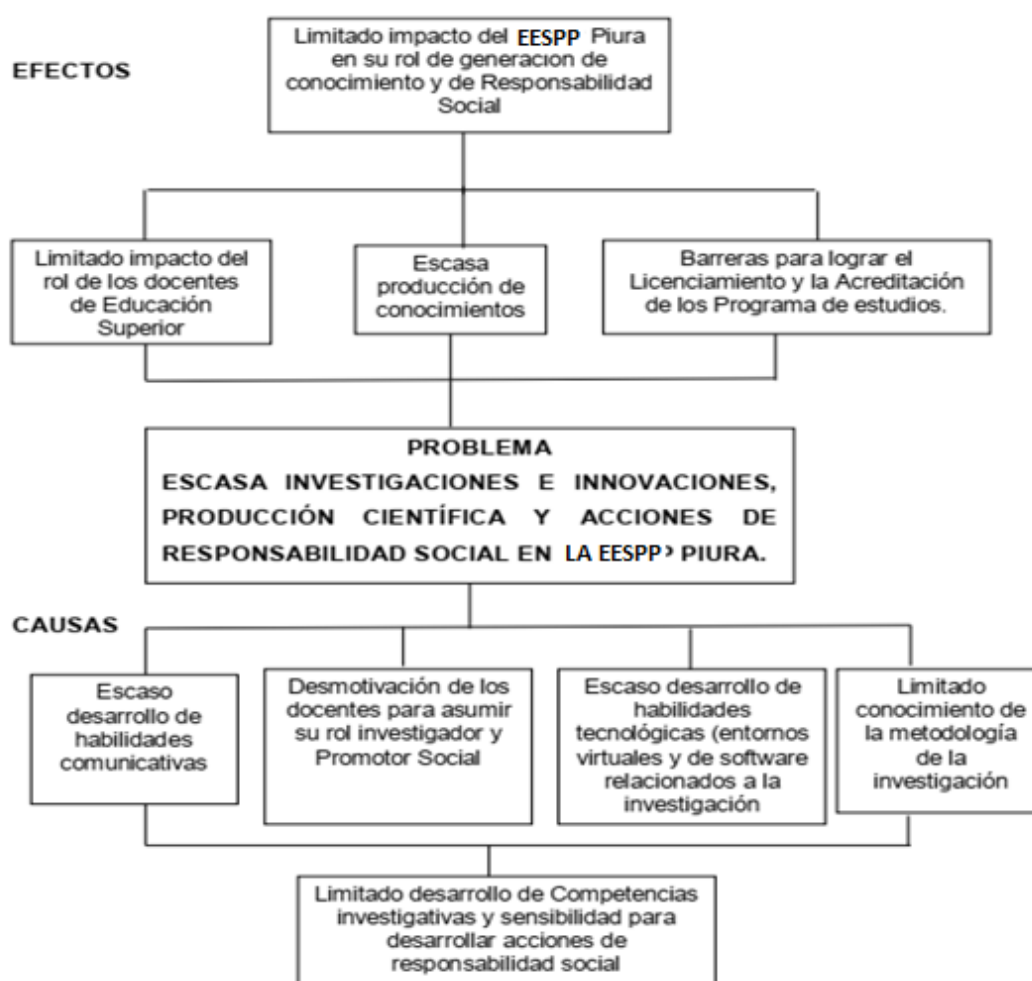 Limitado impacto del EESPP Piura
en su rol de generación de
conocimiento y de Responsabilidad
Social
EFECTOS
Limitado impacto del
rol de los docentes
de Educación
Superior
Escasa
producción de
conocimientos
Barreras para lograr el
Licenciamiento y la Acreditación
de los Programa de estudios.
PROBLEMA
ESCASA INVESTIGACIONES E INNOVACIONES,
PRODUCCIÓN CIENTÍFICA Y ACCIONES DE
RESPONSABILIDAD SOCIAL EN LA EESPP PIURA.
CAUSAS
Escaso
desarrollo de
habilidades
comunicativas
Desmotivación de los
docentes para asumir
su rol investigador y
Promotor Social
Escaso desarrollo de
habilidades
tecnológicas (entornos
virtuales y de software
relacionados a la
investigación
Limitado
conocimiento de
la metodología
de la
investigación
Limitado desarrollo de Competencias
investigativas y sensibilidad para
desarrollar acciones de
responsabilidad social